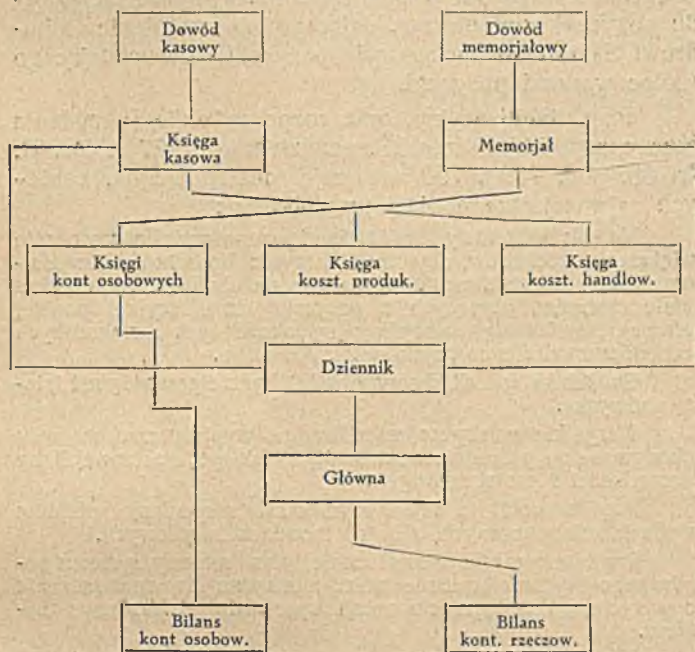 Dowód
kasowy
Dowód
memorjałowy
Księga
kasowa
Memorjał
Księgi
kont osobowych
Księga
koszt. produk.
Księga
koszt. handlow.
Dziennik
Główna
Bilans
kont osobow.
Bilans
kont. rzeczow.